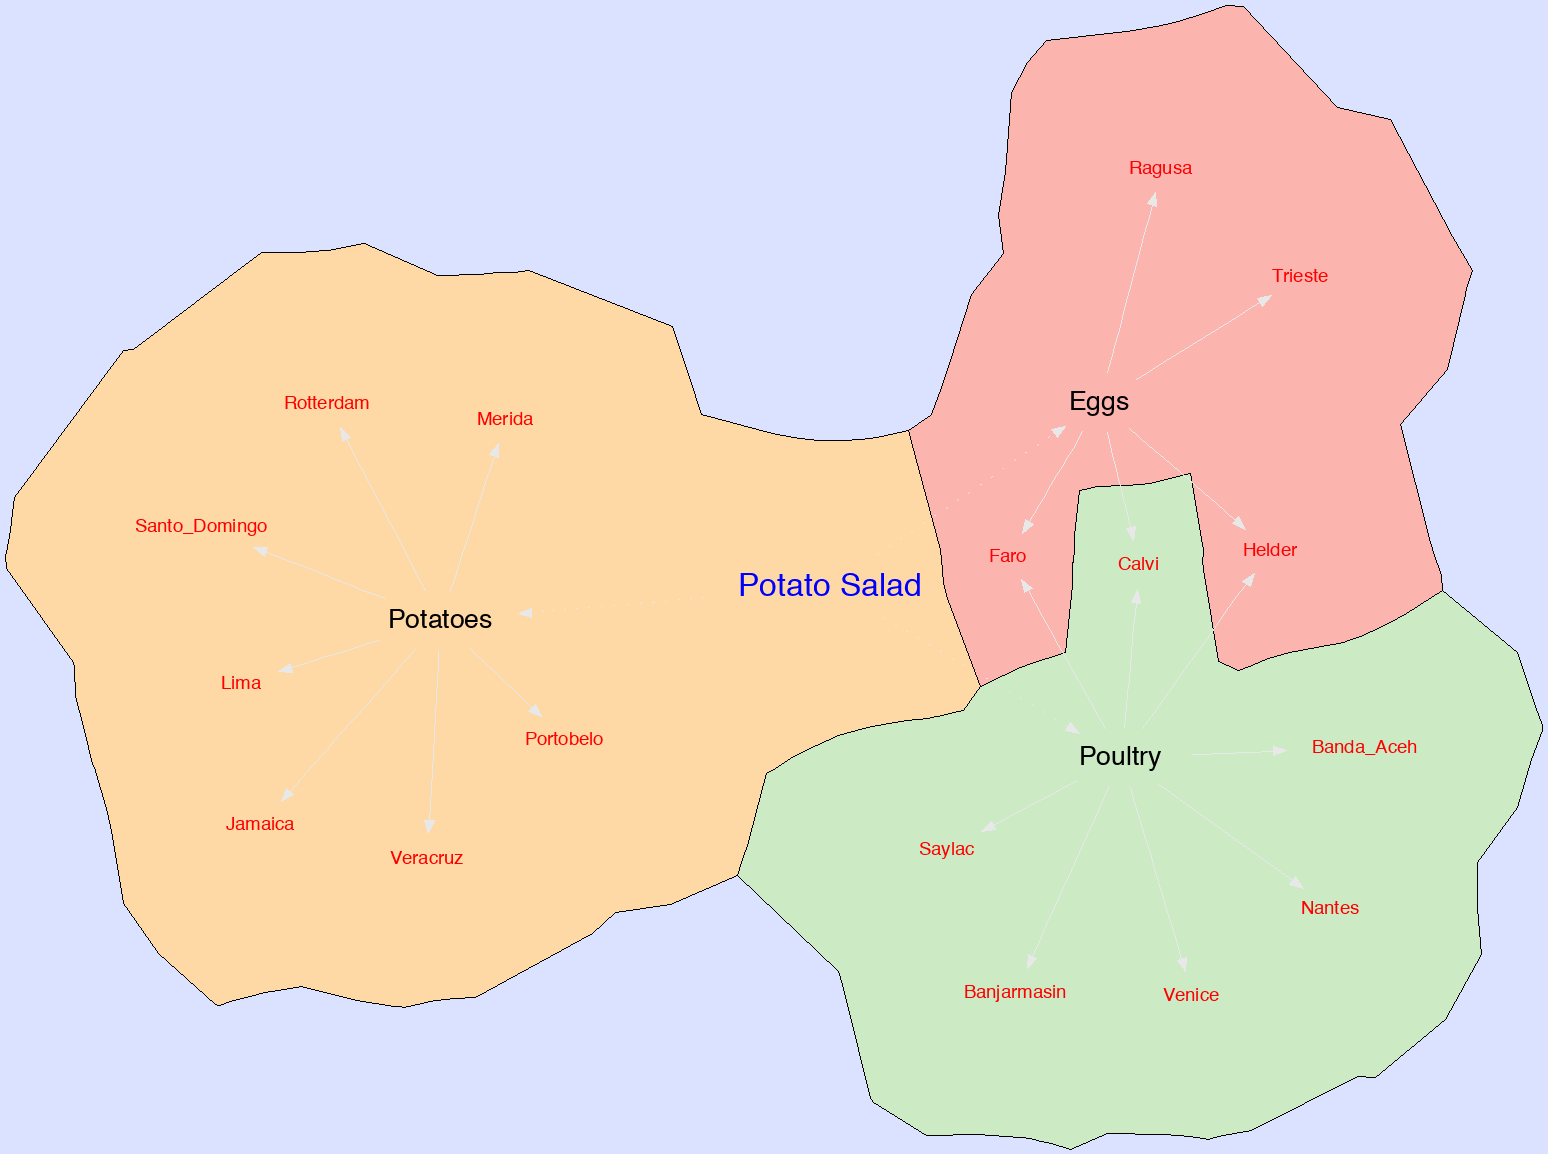 Ragusa
Trieste
Eggs
Rotterdam
Merida
Santo_Domingo
Faro
Calvi
Helder
Potato Salad
Potatoes
Lima
Portobelo
Poultry
Banda_Aceh
Jamaica
Veracruz
Saylac
Nantes
Banjarmasin
Venice